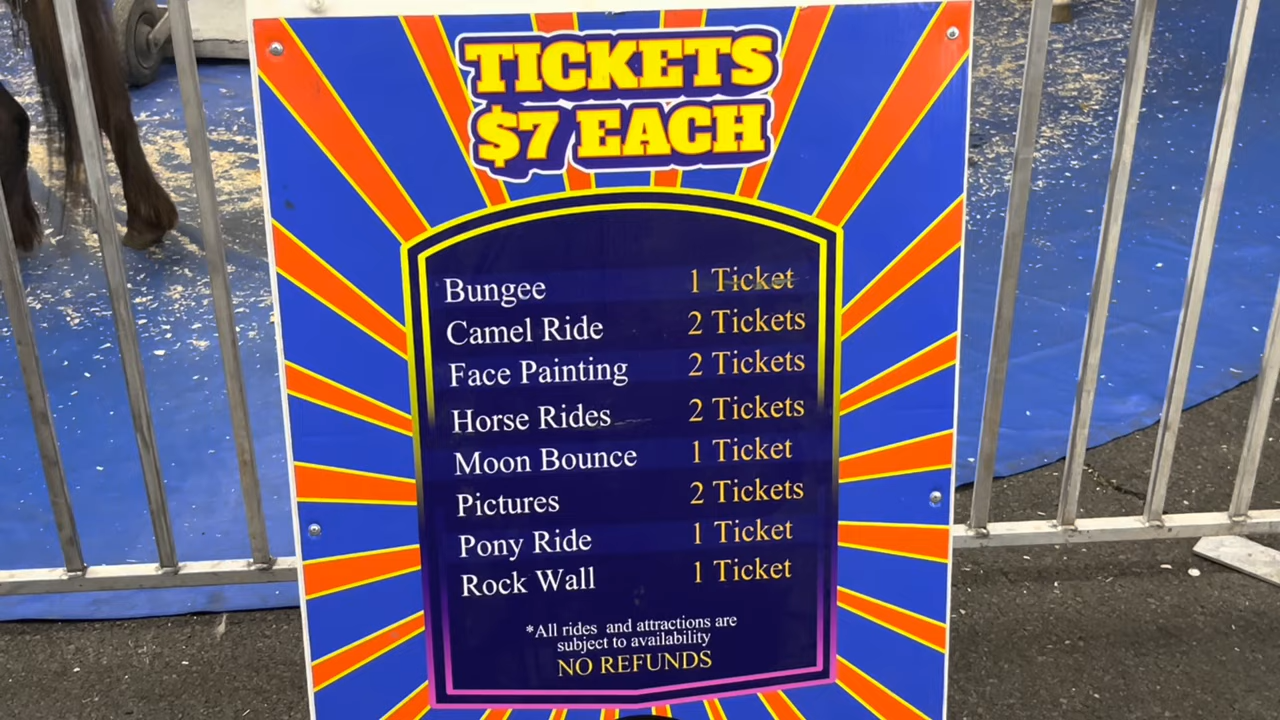 TICKETS
$7 EACH
Bungee 1 Ticket
Camel Ride 2 Tickets
Face Painting 2 Tickets
Horse Rides 2 Tickets
Moon Bounce 1 Ticket
Pictures 2 Tickets
Pony Ride 1 Ticket
Rock Wall 1 Ticket
*All rides and attractions are
subject to availability
NO REFUNDS